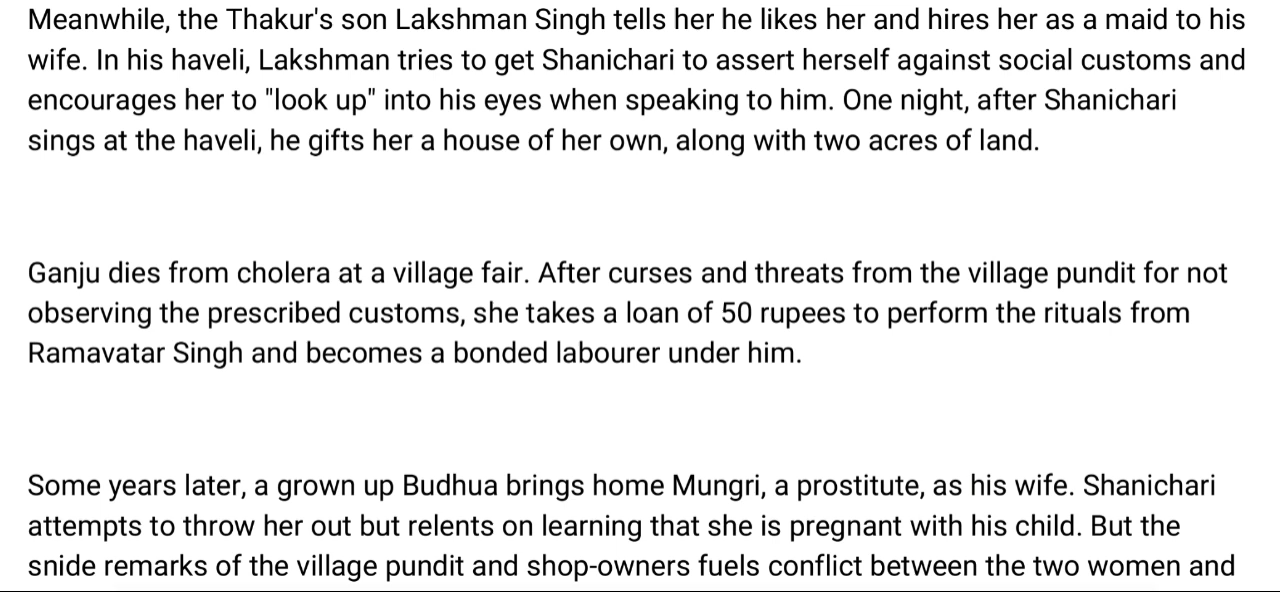 Meanwhile, the Thakur's son Lakshman Singh tells her he likes her and hires her as a maid to his
wife. In his haveli, Lakshman tries to get Shanichari to assert herself against social customs and
encourages her to "look up" into his eyes when speaking to him. One night, after Shanichari
sings at the haveli, he gifts her a house of her own, along with two acres of land.
Ganju dies from cholera at a village fair. After curses and threats from the village pundit for not
observing the prescribed customs, she takes a loan of 50 rupees to perform the rituals from
Ramavatar Singh and becomes a bonded labourer under him.
Some years later, a grown up Budhua brings home Mungri, a prostitute, as his wife. Shanichari
attempts to throw her out but relents on learning that she is pregnant with his child. But the
snide remarks of the village pundit and shop-owners fuels conflict between the two women and